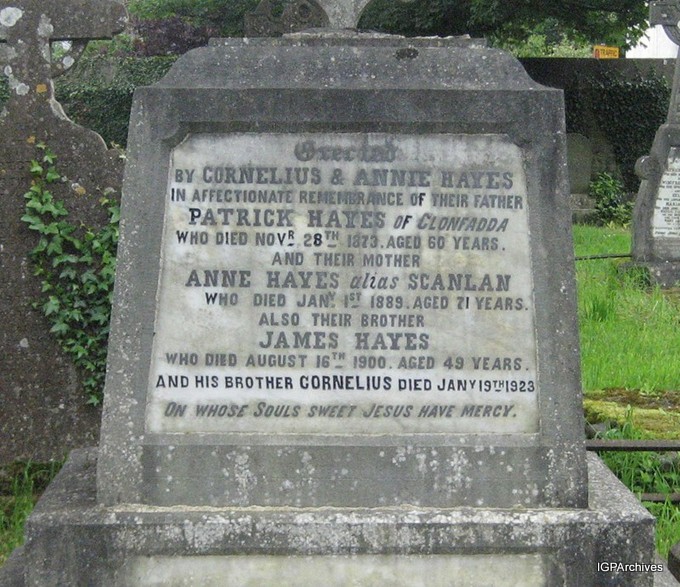 TRAFFIC
Erected
BY CORNELIUS & ANNIE HAYES
IN AFFECTIONATE REMEMBRANCE OF THEIR FATHER
PATRICK HAYES OF CLONFADDA
WHO DIED NOVR. 28TH 1873. AGED 60 YEARS.
AND THEIR MOTHER
ANNE HAYES alias SCANLAN
WHO DIED JANY. 1ST 1889. AGED 71 YEARS.
ALSO THEIR BROTHER
JAMES HAYES
WHO DIED AUGUST 16TH 1900. AGED 49 YEARS.
AND HIS BROTHER CORNELIUS DIED JANY 19TH 1923
ON WHOSE SOULS SWEET JESUS HAVE MERCY.
IGPArchives